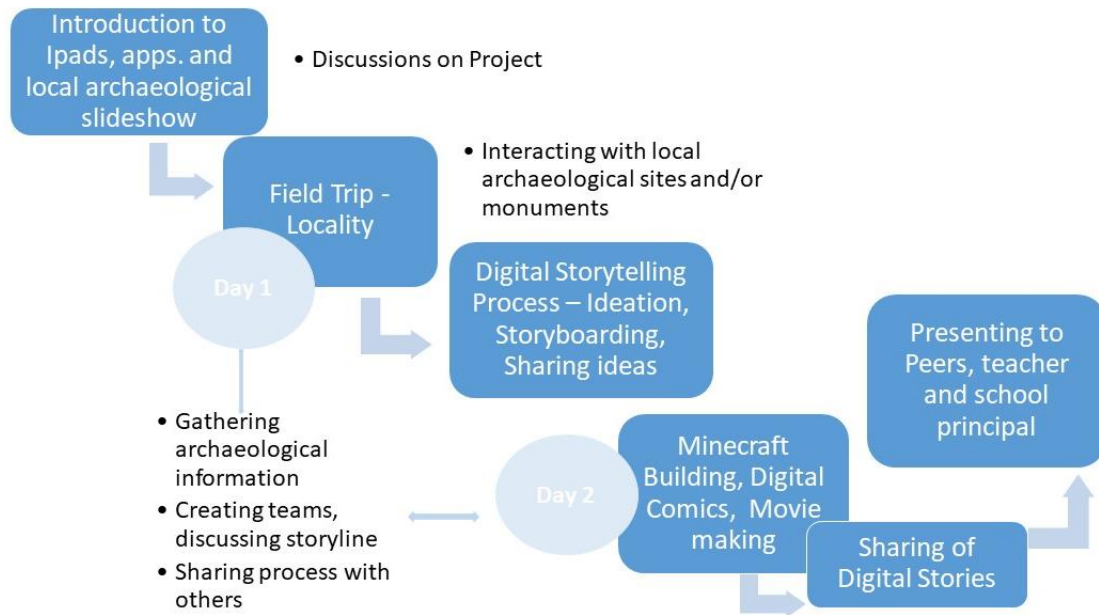 Introduction to
Ipads, apps. and
local archaeological
slideshow
• Discussions on Project
Field Trip -
Locality
• Interacting with local
archaeological sites and/or
monuments
Day 1
Digital Storytelling
Process – Ideation,
Storyboarding,
Sharing ideas
• Gathering
archaeological
information
• Creating teams,
discussing storyline
• Sharing process with
others
Day 2
Minecraft
Building, Digital
Comics, Movie
making
Sharing of
Digital Stories
Presenting to
Peers, teacher
and school
principal